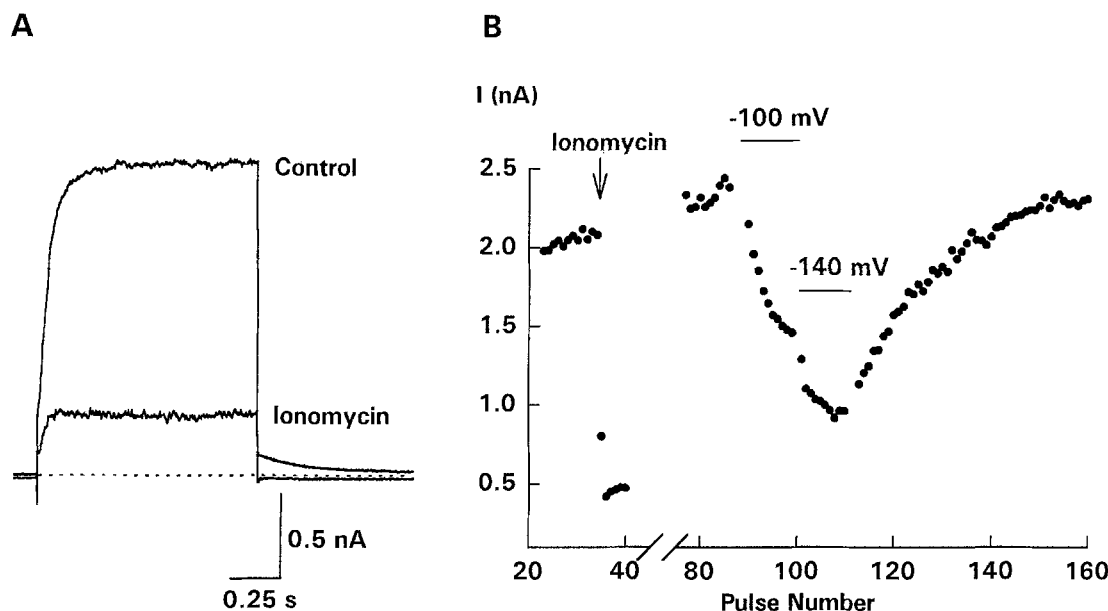 A
Control
Ionomycin
0.5 nA
0.25 s
B
I (nA)
-100 mV
Ionomycin
2.5
2.0
-140 mV
1.5
1.0
0.5
20
40
80
100
120
140
160
Pulse Number